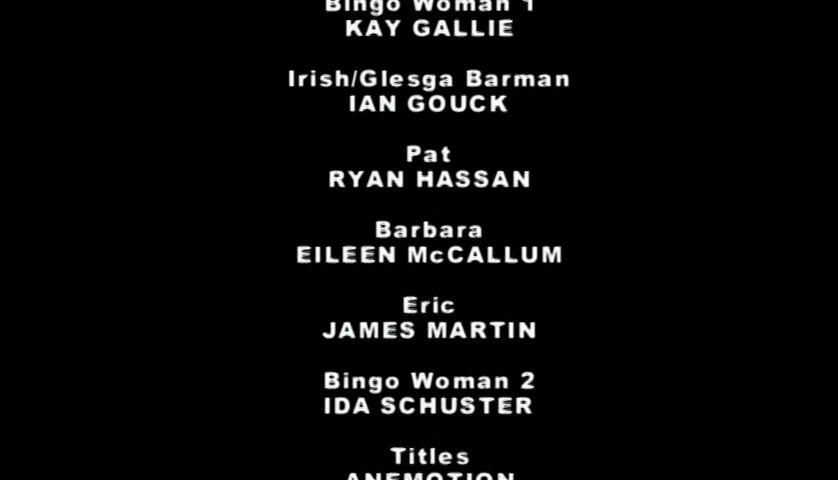 Bingo Woman 1
KAY GALLIE
Irish/Glesga Barman
IAN GOUCK
Pat
RYAN HASSAN
Barbara
EILEEN McCALLUM
Eric
JAMES MARTIN
Bingo Woman 2
IDA SCHUSTER
Titles
ANEMOTION